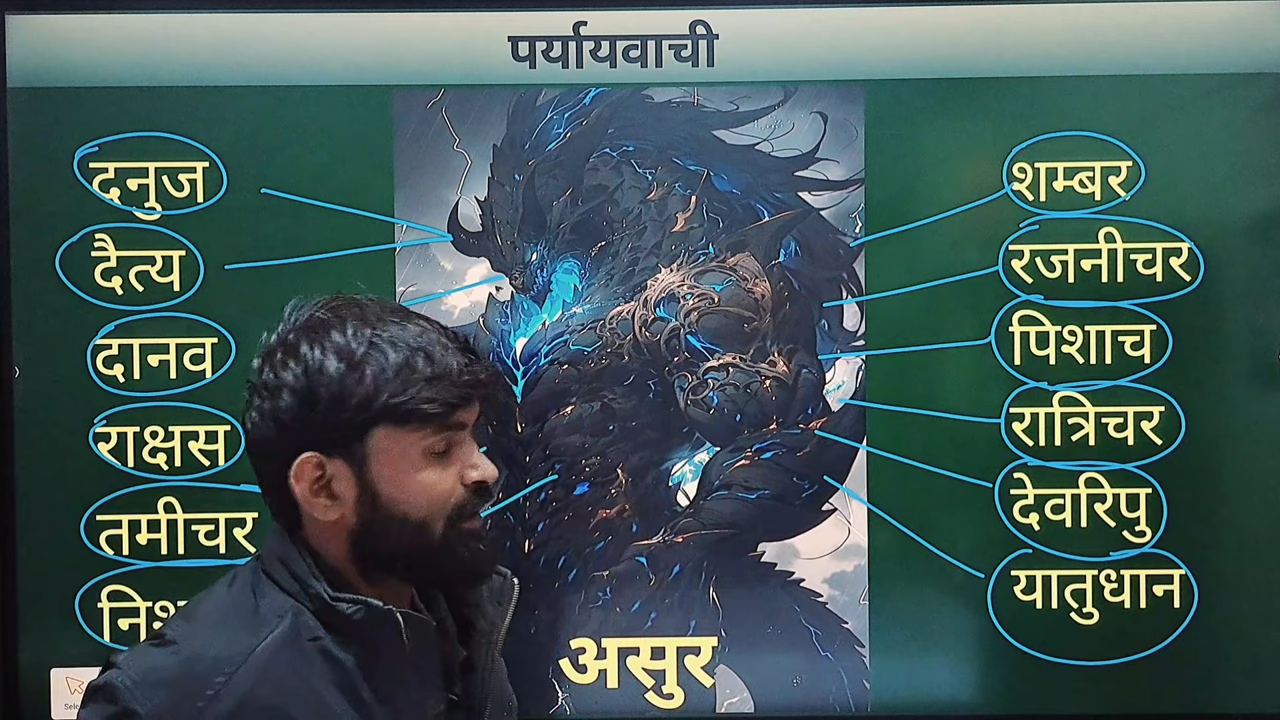 पर्यायवाची
दनुज
दैत्य
दानव
राक्षस
तमीचर
शम्बर
रजनीचर
पिशाच
रात्रिचर
देवरिपु
यातुधान
असुर